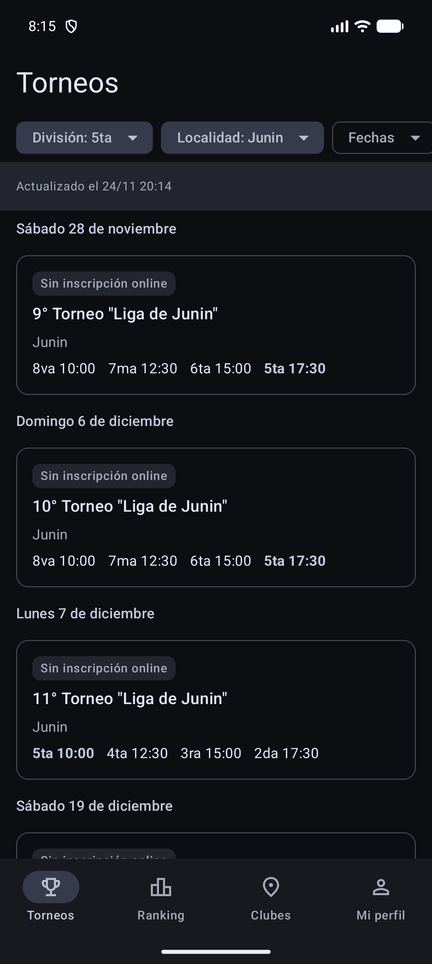 8:15
Torneos
División: 5ta Localidad: Junin Fechas
Actualizado el 24/11 20:14
Sábado 28 de noviembre
Sin inscripción online
9° Torneo "Liga de Junin"
Junin
8va 10:00 7ma 12:30 6ta 15:00 5ta 17:30
Domingo 6 de diciembre
Sin inscripción online
10° Torneo "Liga de Junin"
Junin
8va 10:00 7ma 12:30 6ta 15:00 5ta 17:30
Lunes 7 de diciembre
Sin inscripción online
11° Torneo "Liga de Junin"
Junin
5ta 10:00 4ta 12:30 3ra 15:00 2da 17:30
Sábado 19 de diciembre
Sin inscripción online
Torneos Ranking Clubes Mi perfil